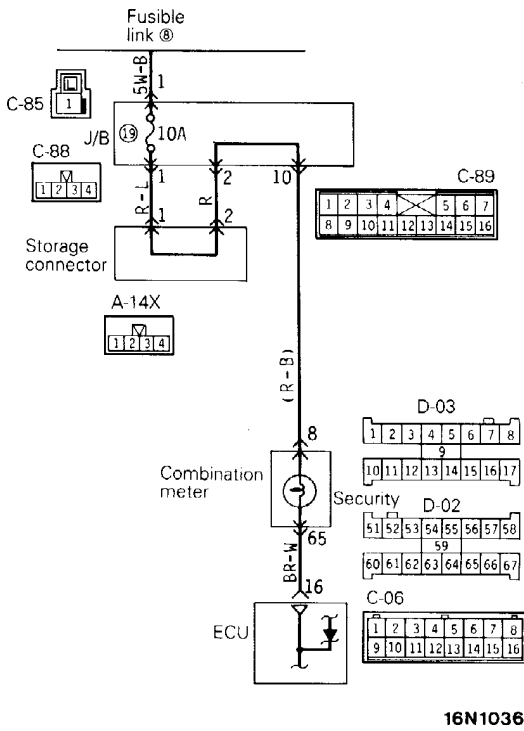 Fusible
link ⑧
5W-B
1
C-85
1
J/B
⑲ 10A
C-88
1 2 3 4
1
2
10
C-89
1 2 3 4 5 6 7
8 9 10 11 12 13 14 15 16
R-L
R
1
2
Storage
connector
A-14X
1 2 3 4
(R-B)
D-03
1 2 3 4 5 6 7 8
9
10 11 12 13 14 15 16 17
8
Combination
meter
Security
D-02
51 52 53 54 55 56 57 58
59
60 61 62 63 64 65 66 67
65
BR-W
16
C-06
ECU
1 2 3 4 5 6 7 8
9 10 11 12 13 14 15 16
16N1036